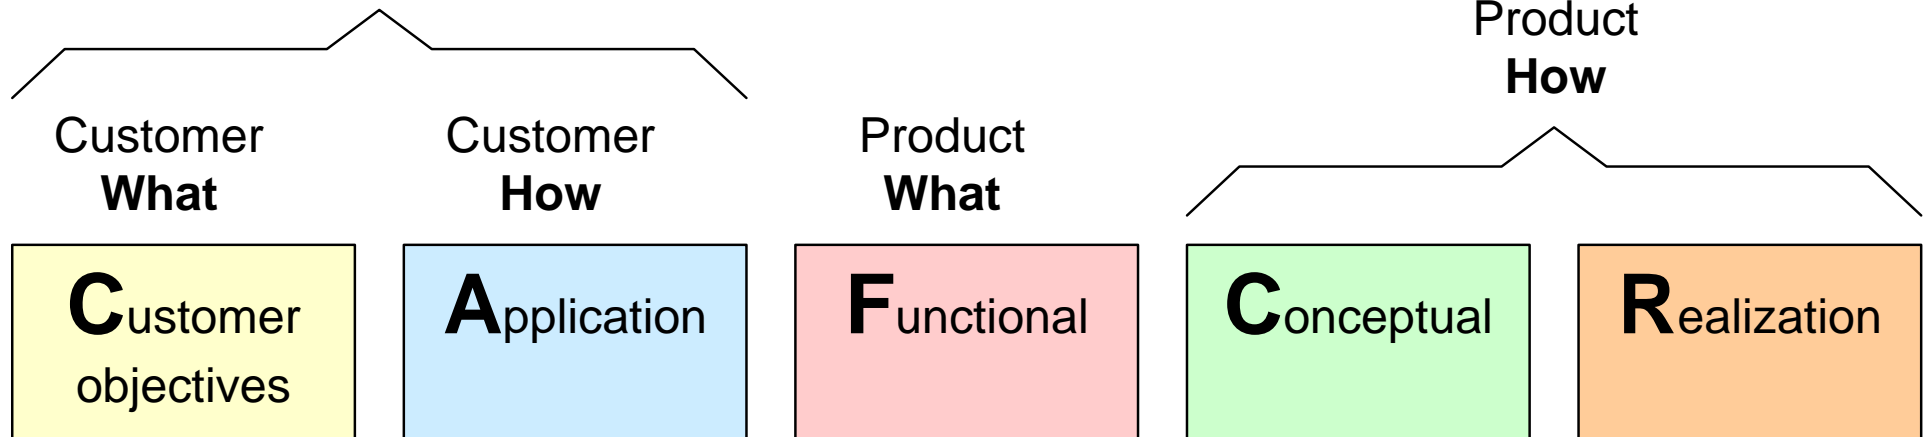 Product
How
Customer
What
Customer
How
Product
What
Customer
objectives
Application
Functional
Conceptual
Realization